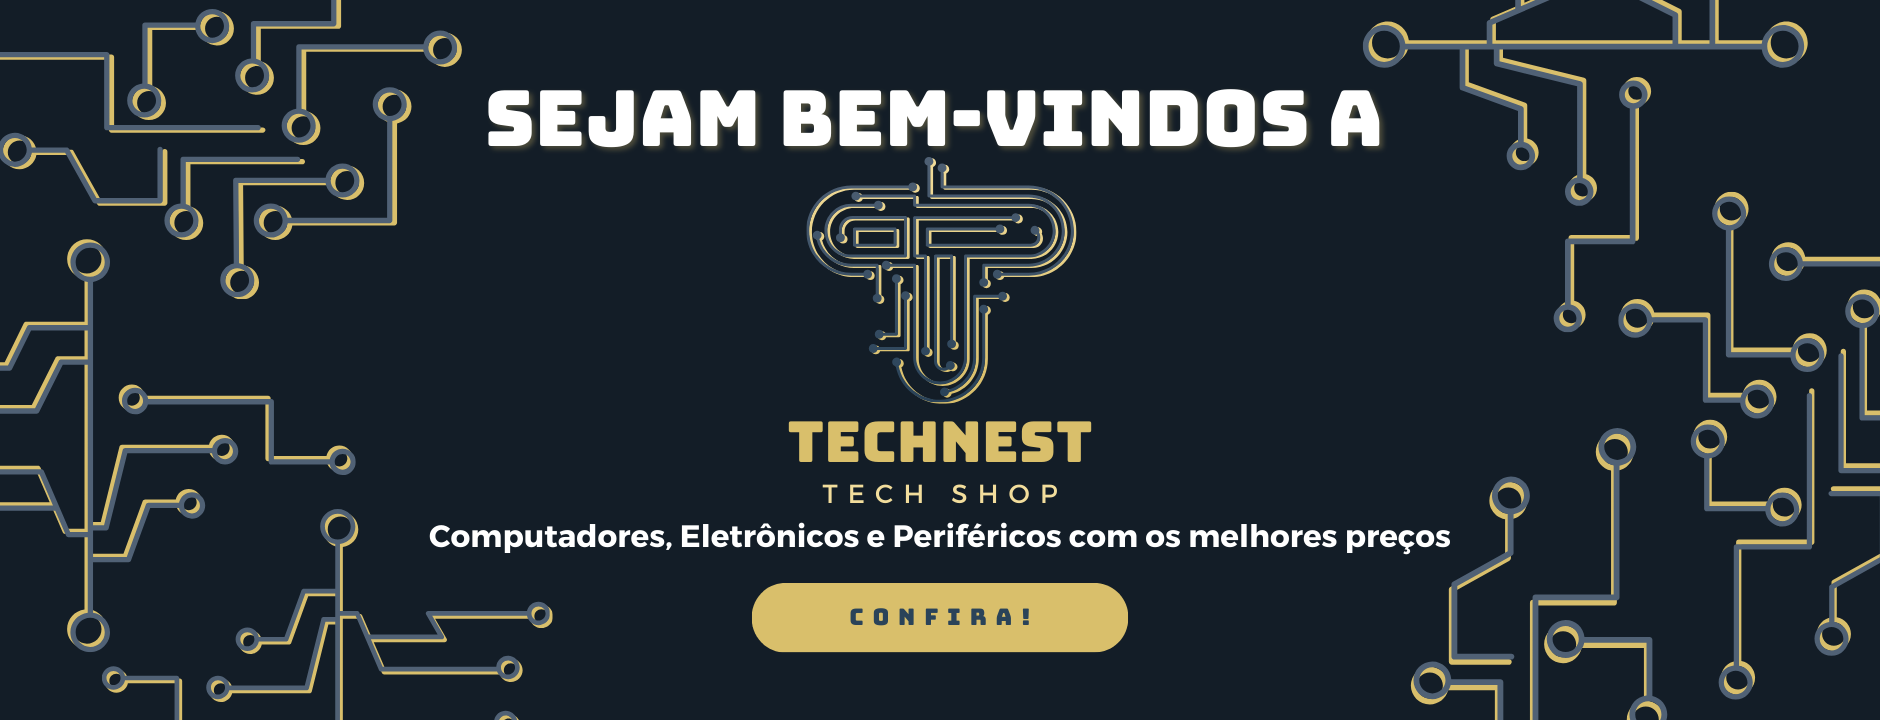 SEJAM BEM-VINDOS A
TECHNEST
TECH SHOP
Computadores, Eletrônicos e Periféricos com os melhores preços
CONFIRA!